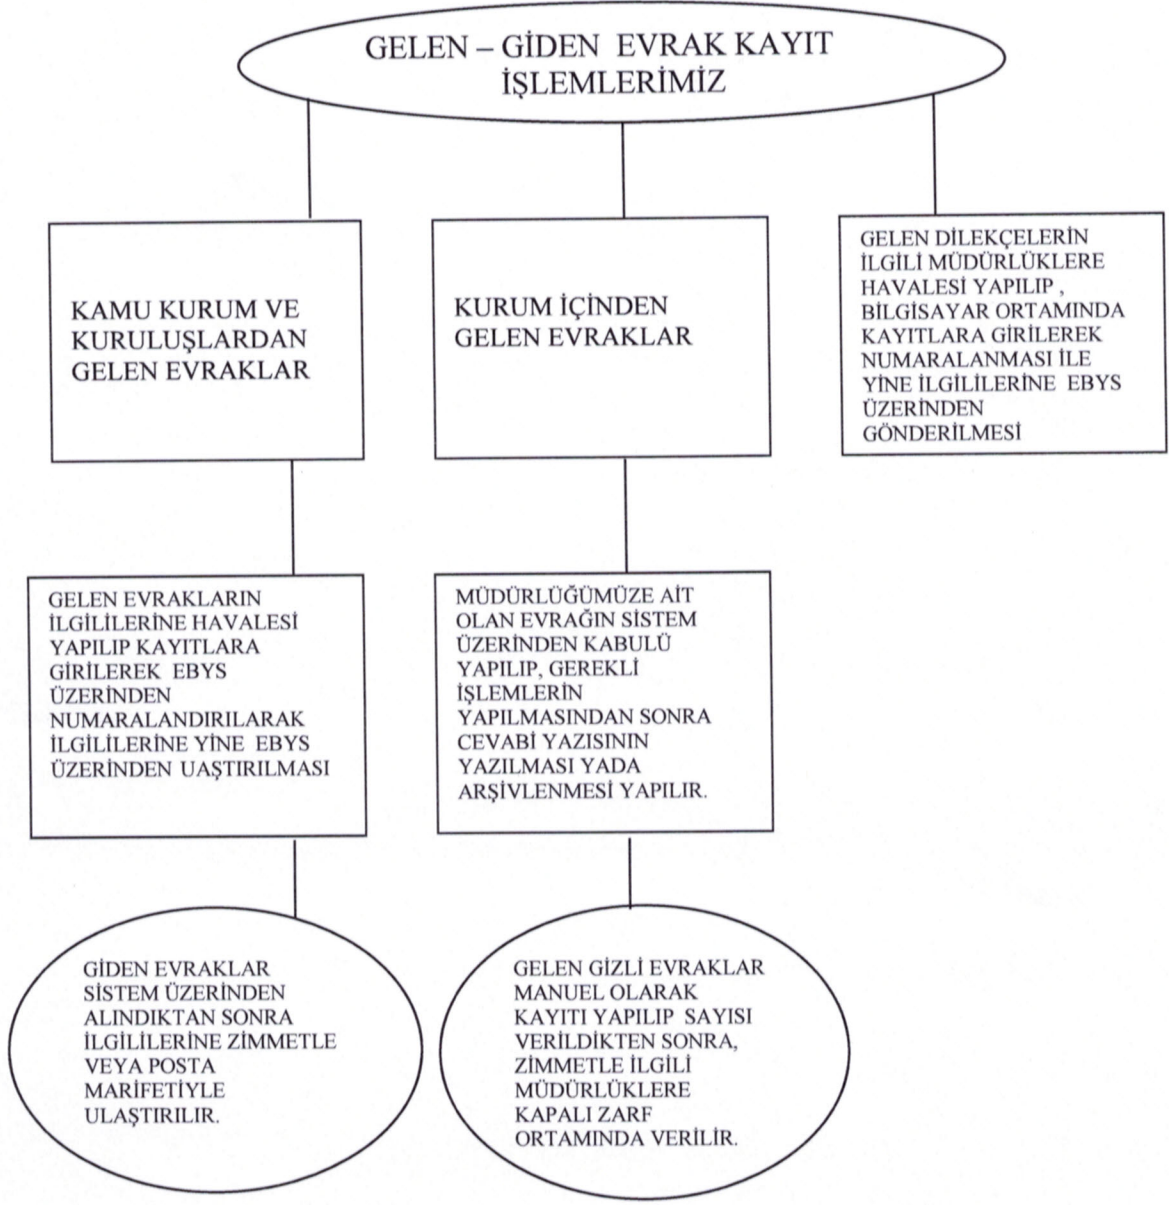 GELEN – GİDEN EVRAK KAYIT
İŞLEMLERİMİZ
KAMU KURUM VE
KURULUŞLARDAN
GELEN EVRAKLAR
KURUM İÇİNDEN
GELEN EVRAKLAR
GELEN DİLEKÇELERİN
İLGİLİ MÜDÜRLÜKLERE
HAVALESİ YAPILIP ,
BİLGİSAYAR ORTAMINDA
KAYITLARA GİRİLEREK
NUMARALANMASI İLE
YİNE İLGİLİLERİNE EBYS
ÜZERİNDEN
GÖNDERİLMESİ
GELEN EVRAKLARIN
İLGİLİLERİNE HAVALESİ
YAPILIP KAYITLARA
GİRİLEREK EBYS
ÜZERİNDEN
NUMARALANDIRILARAK
İLGİLİLERİNE YİNE EBYS
ÜZERİNDEN UAŞTIRILMASI
MÜDÜRLÜĞÜMÜZE AİT
OLAN EVRAĞIN SİSTEM
ÜZERİNDEN KABULÜ
YAPILIP, GEREKLİ
İŞLEMLERİN
YAPILMASINDAN SONRA
CEVABİ YAZISININ
YAZILMASI YADA
ARŞİVLENMESİ YAPILIR.
GİDEN EVRAKLAR
SİSTEM ÜZERİNDEN
ALINDIKTAN SONRA
İLGİLİLERİNE ZİMMETLE
VEYA POSTA
MARİFETİYLE
ULAŞTIRILIR.
GELEN GİZLİ EVRAKLAR
MANUEL OLARAK
KAYITI YAPILIP SAYISI
VERİLDİKTEN SONRA,
ZİMMETLE İLGİLİ
MÜDÜRLÜKLERE
KAPALI ZARF
ORTAMINDA VERİLİR.